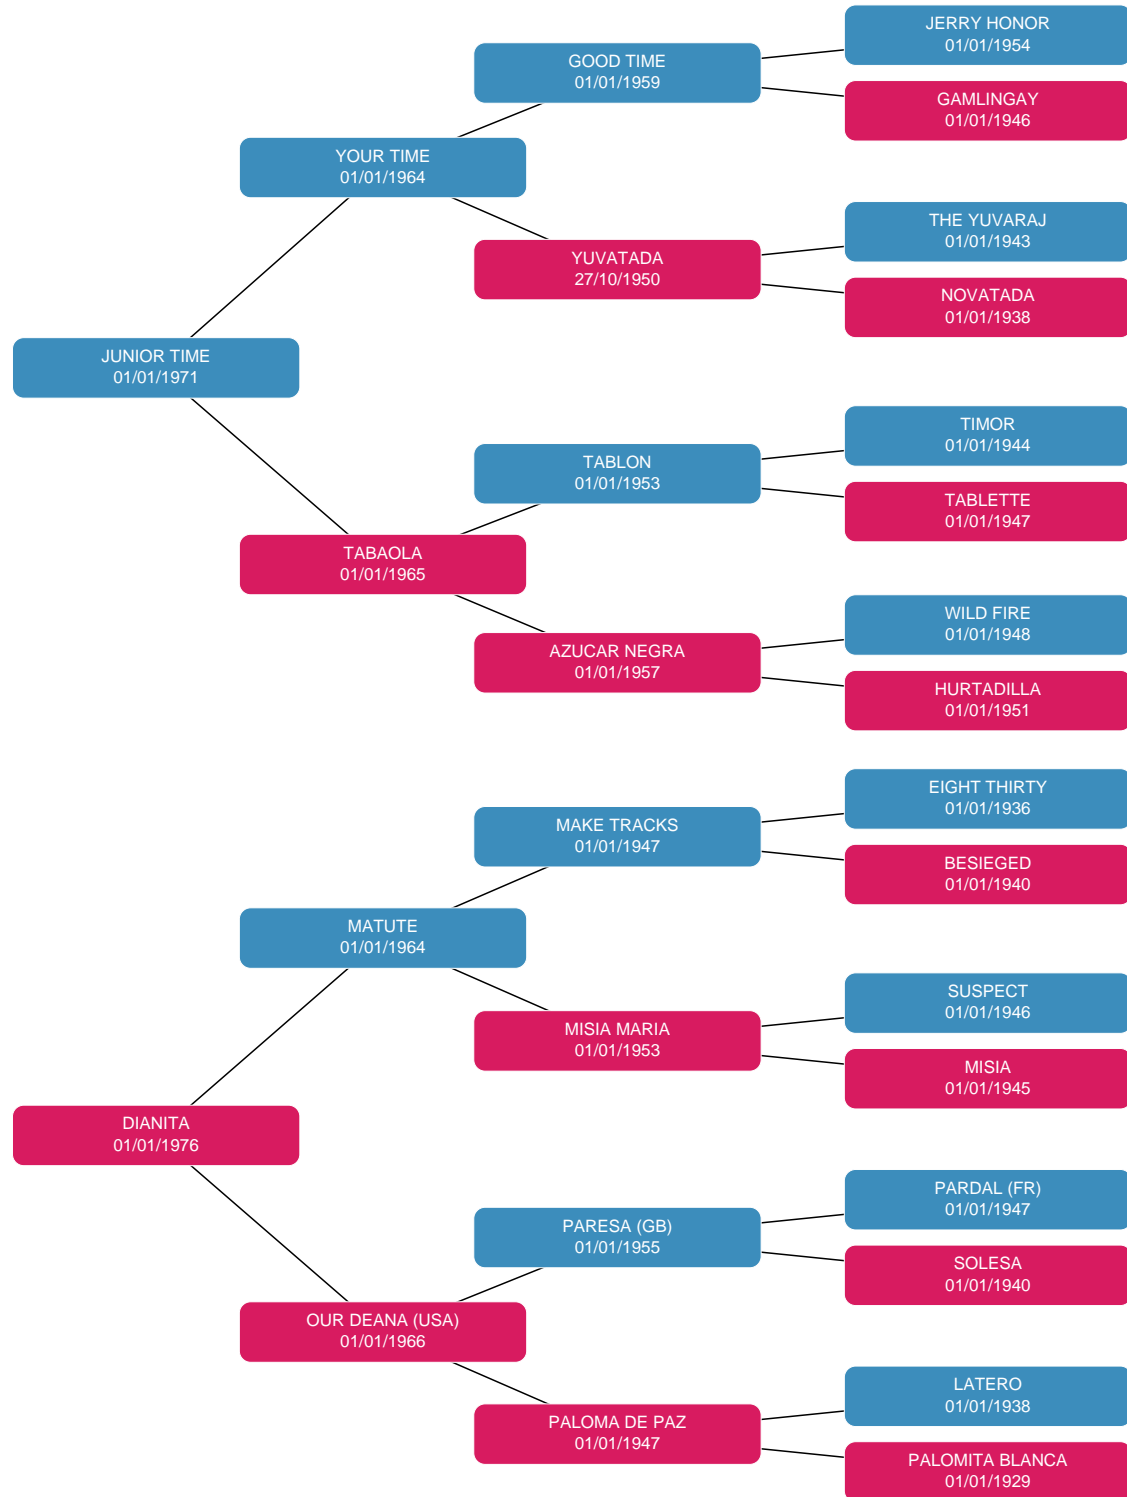 JERRY HONOR
01/01/1954
GOOD TIME
01/01/1959
GAMLINGAY
01/01/1946
YOUR TIME
01/01/1964
THE YUVARAJ
01/01/1943
YUVATADA
27/10/1950
NOVATADA
01/01/1938
JUNIOR TIME
01/01/1971
TIMOR
01/01/1944
TABLON
01/01/1953
TABLETTE
01/01/1947
TABAOLA
01/01/1965
WILD FIRE
01/01/1948
AZUCAR NEGRA
01/01/1957
HURTADILLA
01/01/1951
EIGHT THIRTY
01/01/1936
MAKE TRACKS
01/01/1947
BESIEGED
01/01/1940
MATUTE
01/01/1964
SUSPECT
01/01/1946
MISIA MARIA
01/01/1953
MISIA
01/01/1945
DIANITA
01/01/1976
PARDAL (FR)
01/01/1947
PARESA (GB)
01/01/1955
SOLESA
01/01/1940
OUR DEANA (USA)
01/01/1966
LATERO
01/01/1938
PALOMA DE PAZ
01/01/1947
PALOMITA BLANCA
01/01/1929